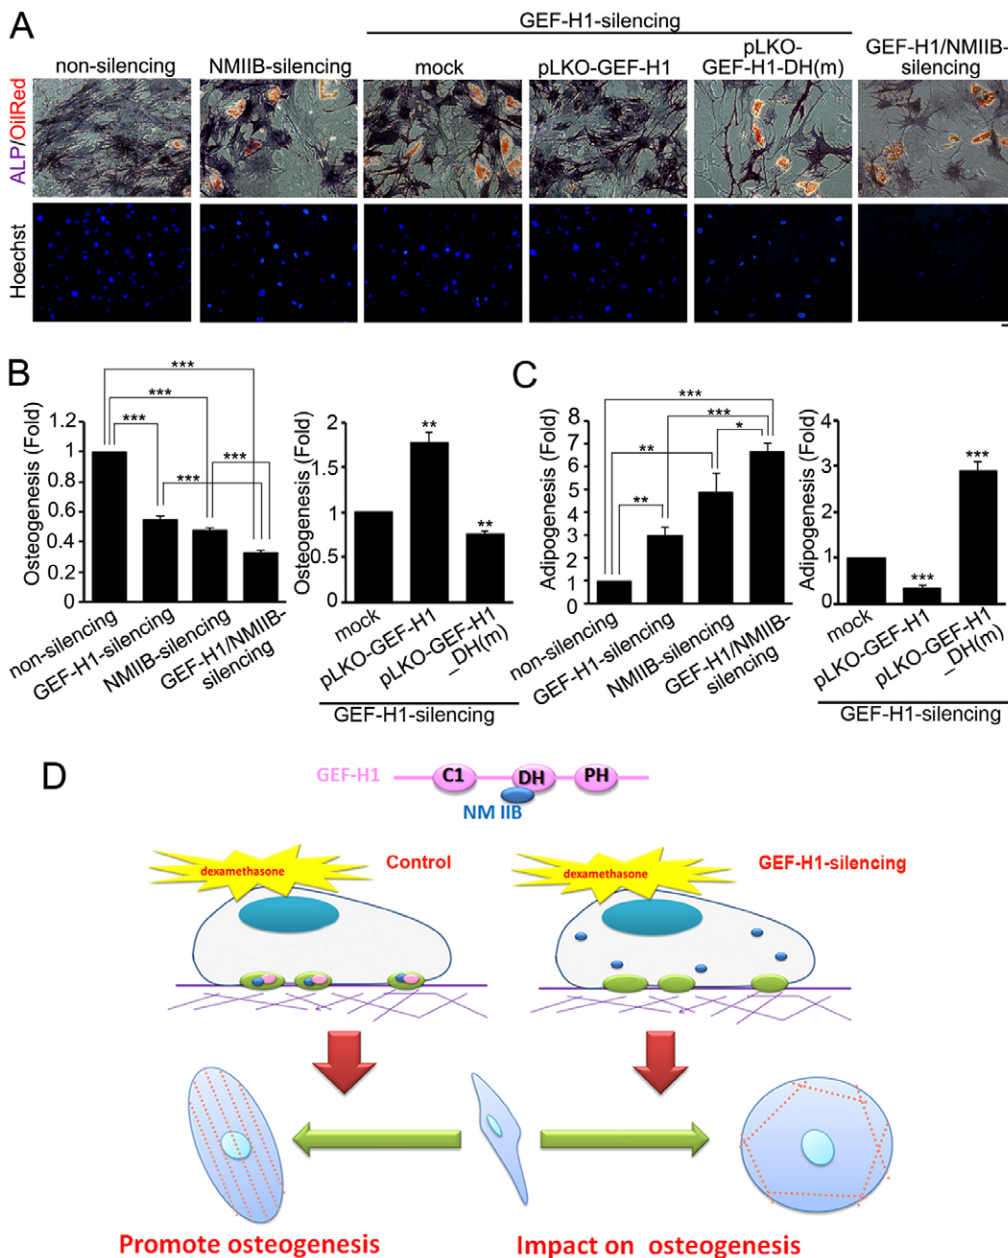 A
GEF-H1-silencing
non-silencing
NMIIB-silencing
mock
pLKO-GEF-H1
pLKO-
GEF-H1-DH(m)
GEF-H1/NMIIB-
silencing
ALP/OilRed
Hoechst
B
Osteogenesis (Fold)
1.2
1
0.8
0.6
0.4
0.2
0
***
***
***
***
***
non-silencing
GEF-H1-silencing
NMIIB-silencing
GEF-H1/NMIIB-
silencing
Osteogenesis (Fold)
2
1.5
1
0.5
0
**
**
mock
pLKO-GEF-H1
pLKO-GEF-H1
_DH(m)
GEF-H1-silencing
C
Adipogenesis (Fold)
8
7
6
5
4
3
2
1
0
***
***
*
**
**
non-silencing
GEF-H1-silencing
NMIIB-silencing
GEF-H1/NMIIB-
silencing
Adipogenesis (Fold)
4
3
2
1
0
***
***
mock
pLKO-GEF-H1
pLKO-GEF-H1
_DH(m)
GEF-H1-silencing
D
GEF-H1
C1
DH
PH
NM IIB
dexamethasone
Control
dexamethasone
GEF-H1-silencing
Promote osteogenesis
Impact on osteogenesis